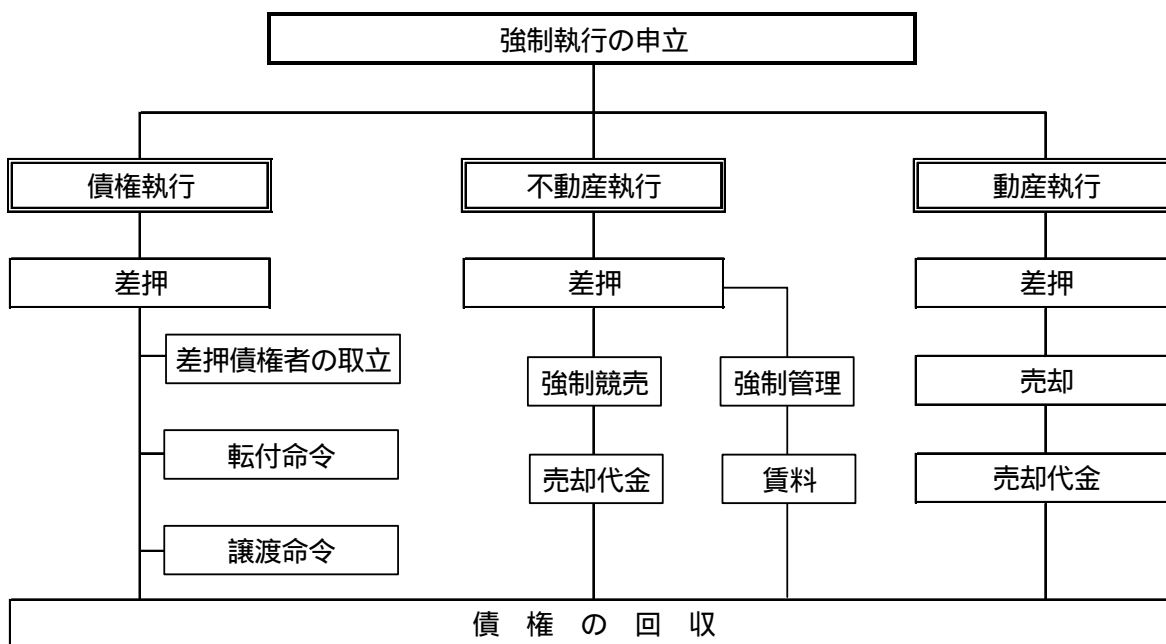 強制執行の申立
債権執行
不動産執行
動産執行
差押
差押
差押
差押債権者の取立
強制競売
強制管理
売却
転付命令
売却代金
賃料
売却代金
譲渡命令
債 権 の 回 収